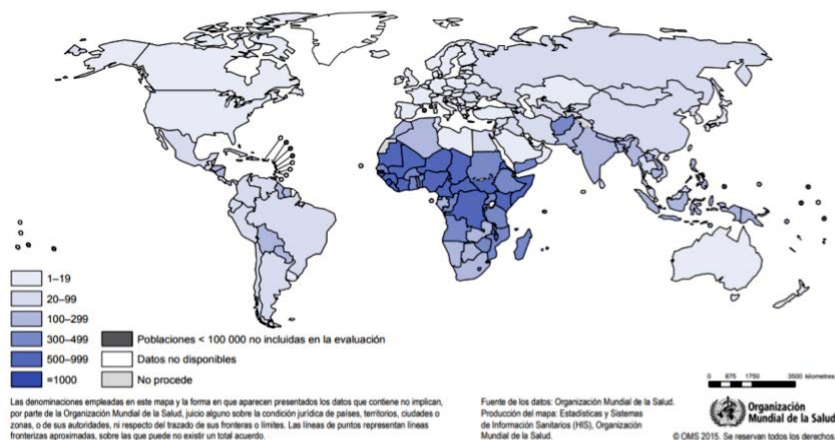 1–19
20–99
100–299
300–499
500–999
=1000
Poblaciones < 100 000 no incluidas en la evaluación
Datos no disponibles
No procede
Las denominaciones empleadas en este mapa y la forma en que aparecen presentados los datos que contiene no implican,
por parte de la Organización Mundial de la Salud, juicio alguno sobre la condición jurídica de países, territorios, ciudades o
zonas, o de sus autoridades, ni respecto del trazado de sus fronteras o límites. Las líneas de puntos representan líneas
fronterizas aproximadas, sobre las que puede no existir un total acuerdo.
Fuente de los datos: Organización Mundial de la Salud.
Producción del mapa: Estadísticas y Sistemas
de Información Sanitarios (HIS), Organización
Mundial de la Salud.
0 875 1750 3500 kilometres
Organización
Mundial de la Salud
© OMS 2015. Se reservan todos los derechos